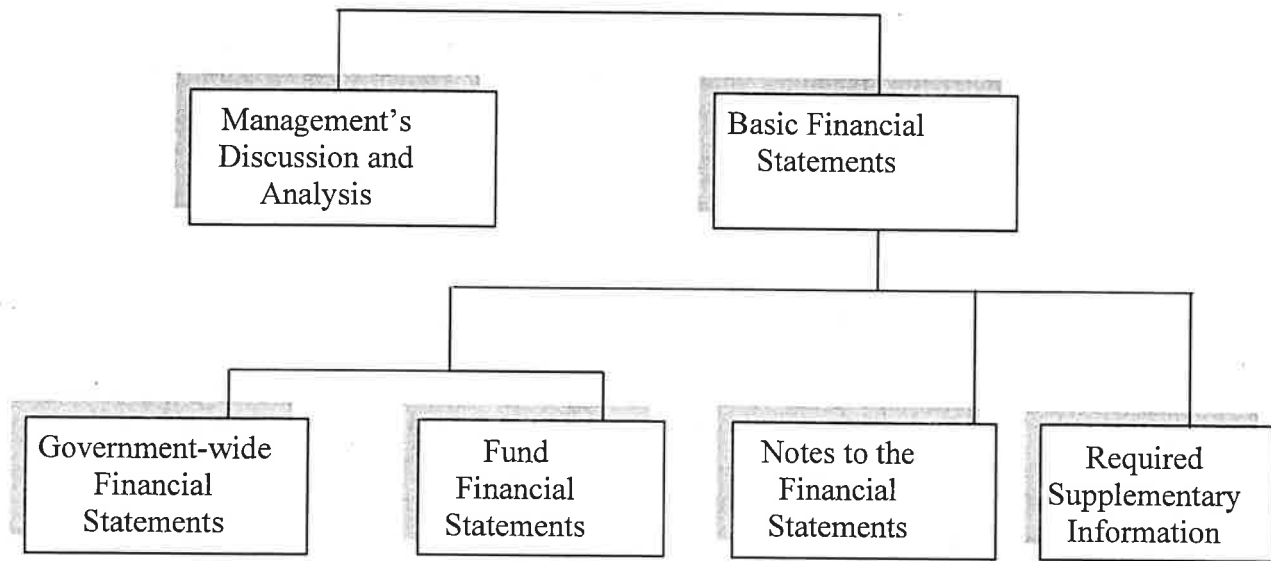 Management’s
Discussion and
Analysis
Basic Financial
Statements
Government-wide
Financial
Statements
Fund
Financial
Statements
Notes to the
Financial
Statements
Required
Supplementary
Information